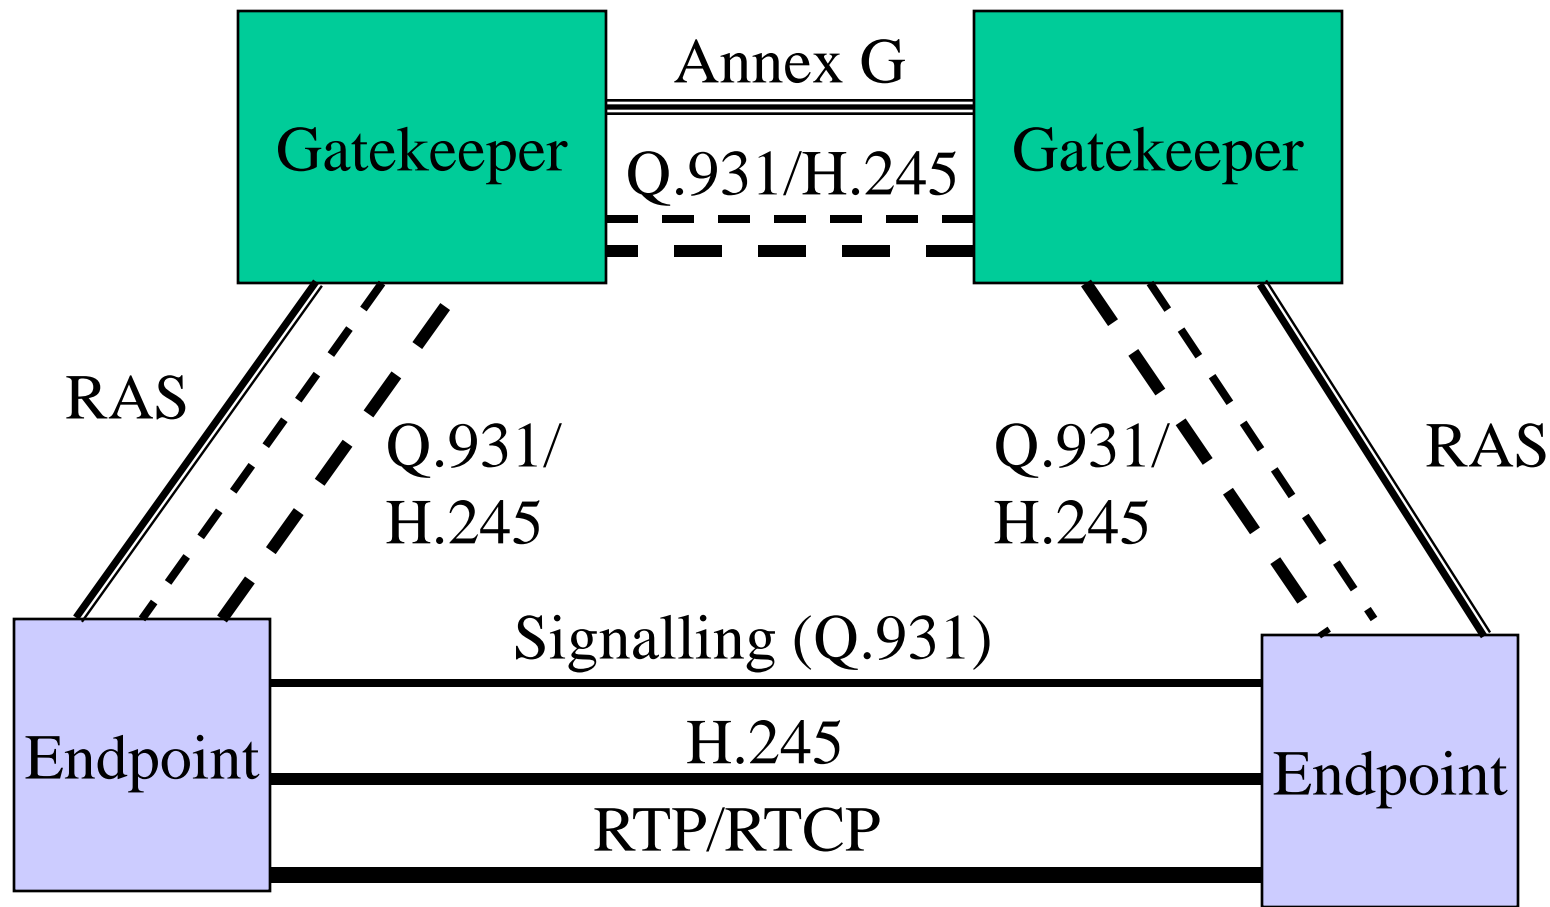 Annex G
Gatekeeper
Gatekeeper
Q.931/H.245
RAS
Q.931/
H.245
Q.931/
H.245
RAS
Signalling (Q.931)
H.245
Endpoint
Endpoint
RTP/RTCP